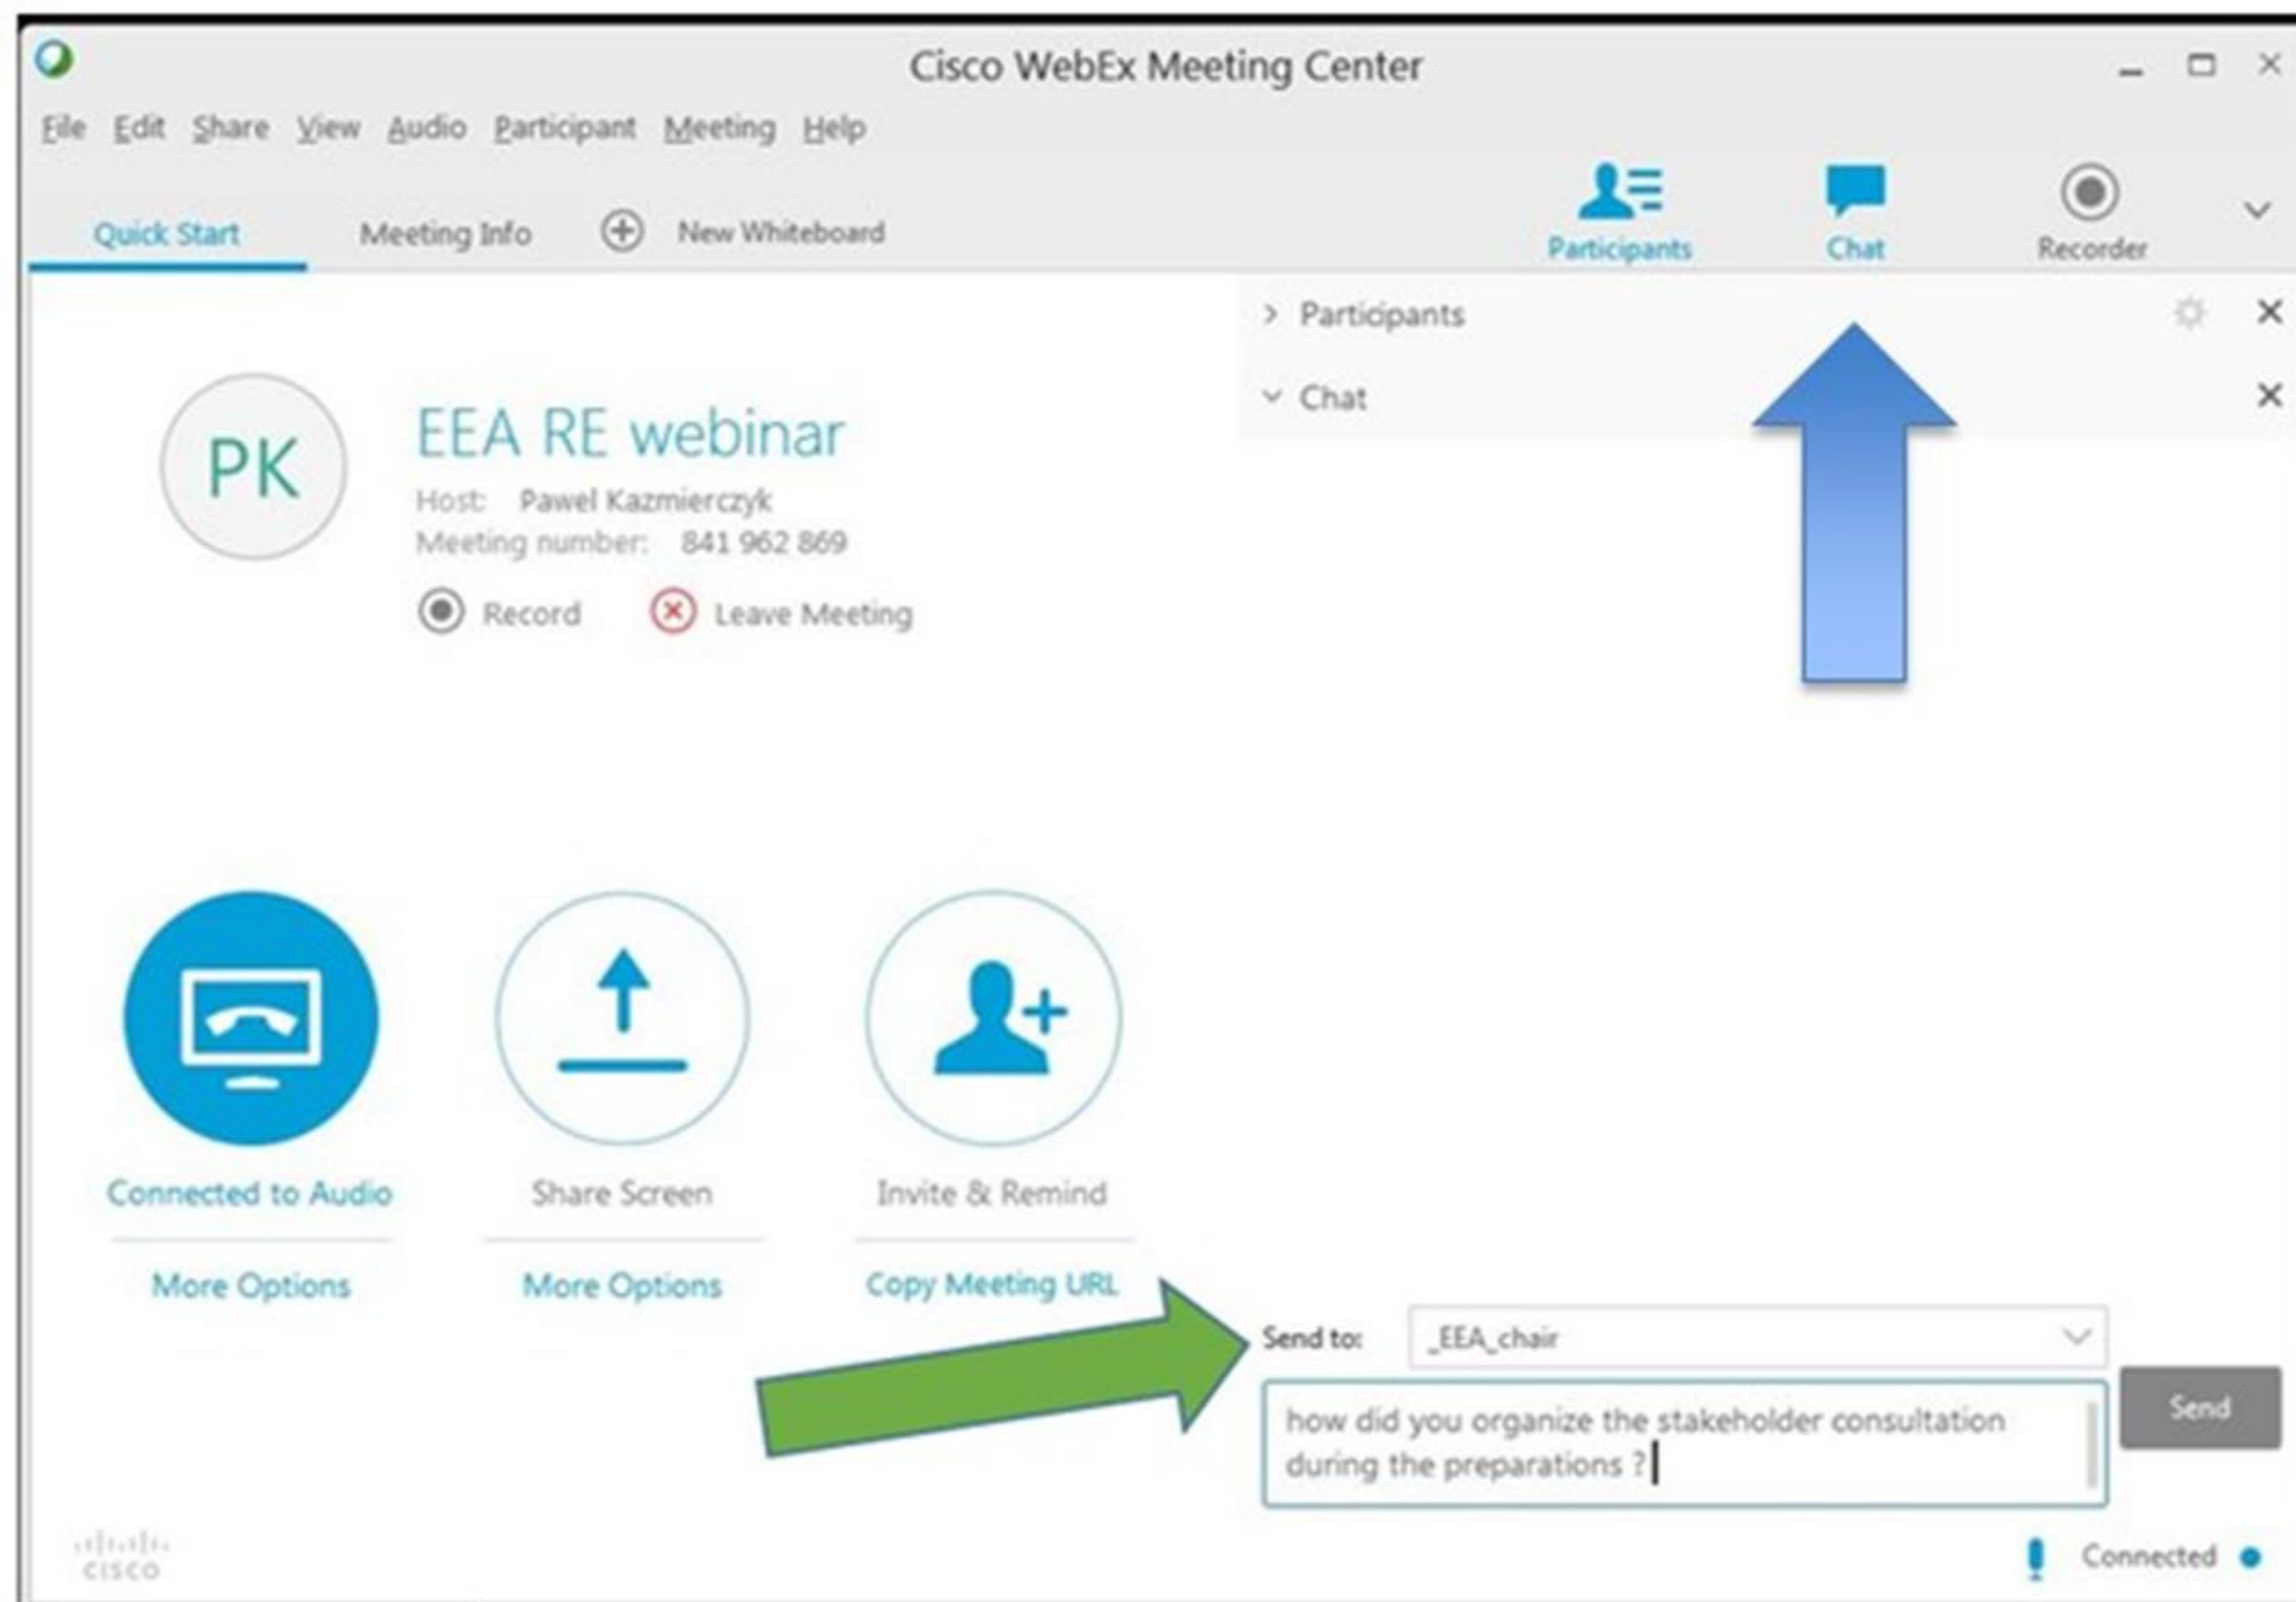 Cisco WebEx Meeting Center
File Edit Share View Audio Participant Meeting Help
Quick Start Meeting Info New Whiteboard
Participants Chat Recorder
Participants
Chat
PK
EEA RE webinar
Host: Pawel Kazmierczyk
Meeting number: 841 962 869
Record Leave Meeting
Connected to Audio Share Screen Invite & Remind
More Options More Options Copy Meeting URL
Send to: _EEA_chair
how did you organize the stakeholder consultation
during the preparations ?
Send
CISCO
Connected